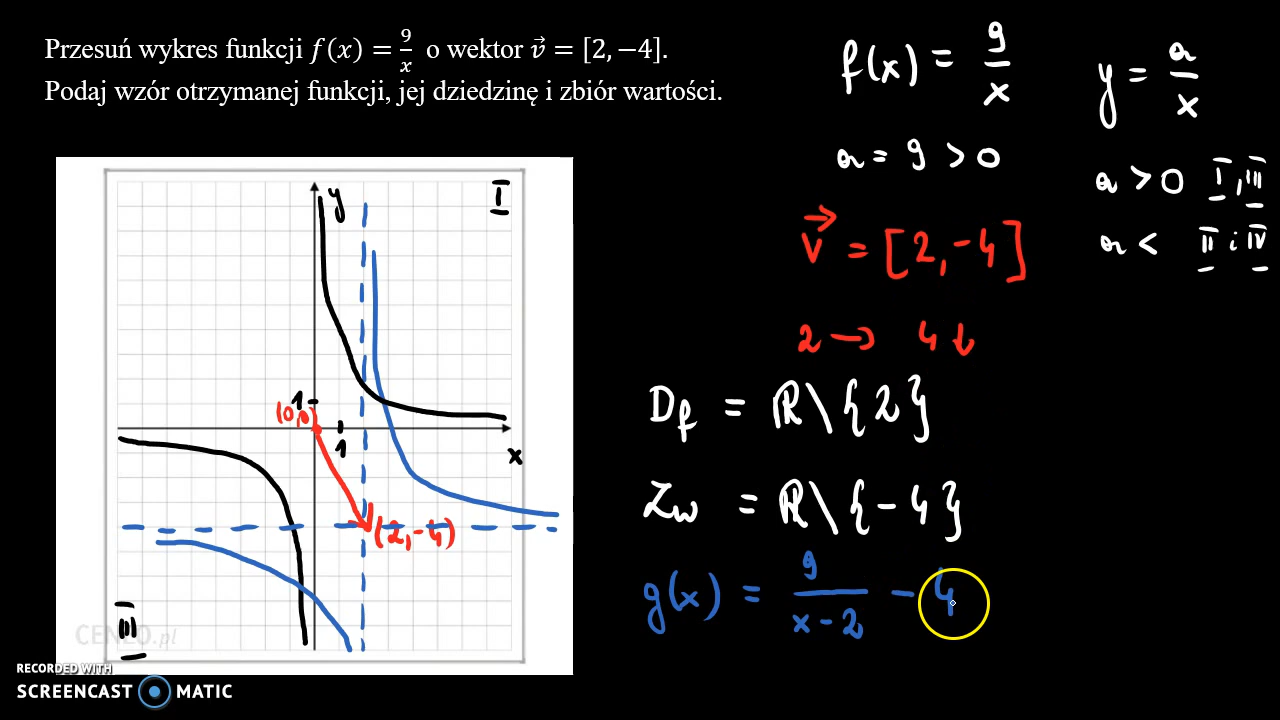 Przesuń wykres funkcji f(x) = 9/x o wektor v⃗ = [2, −4].
Podaj wzór otrzymanej funkcji, jej dziedzinę i zbiór wartości.
f(x) = 9/x
y = a/x
a = 9 > 0
a > 0 I, III
a < II i IV
v⃗ = [2, -4]
2 → 4 ↓
Df = R \ {2}
Zw = R \ {-4}
g(x) = 9/(x-2) - 4
y
I
1
(0,0)
1
x
(2,-4)
III
CENEO.pl
RECORDED WITH
SCREENCAST MATIC